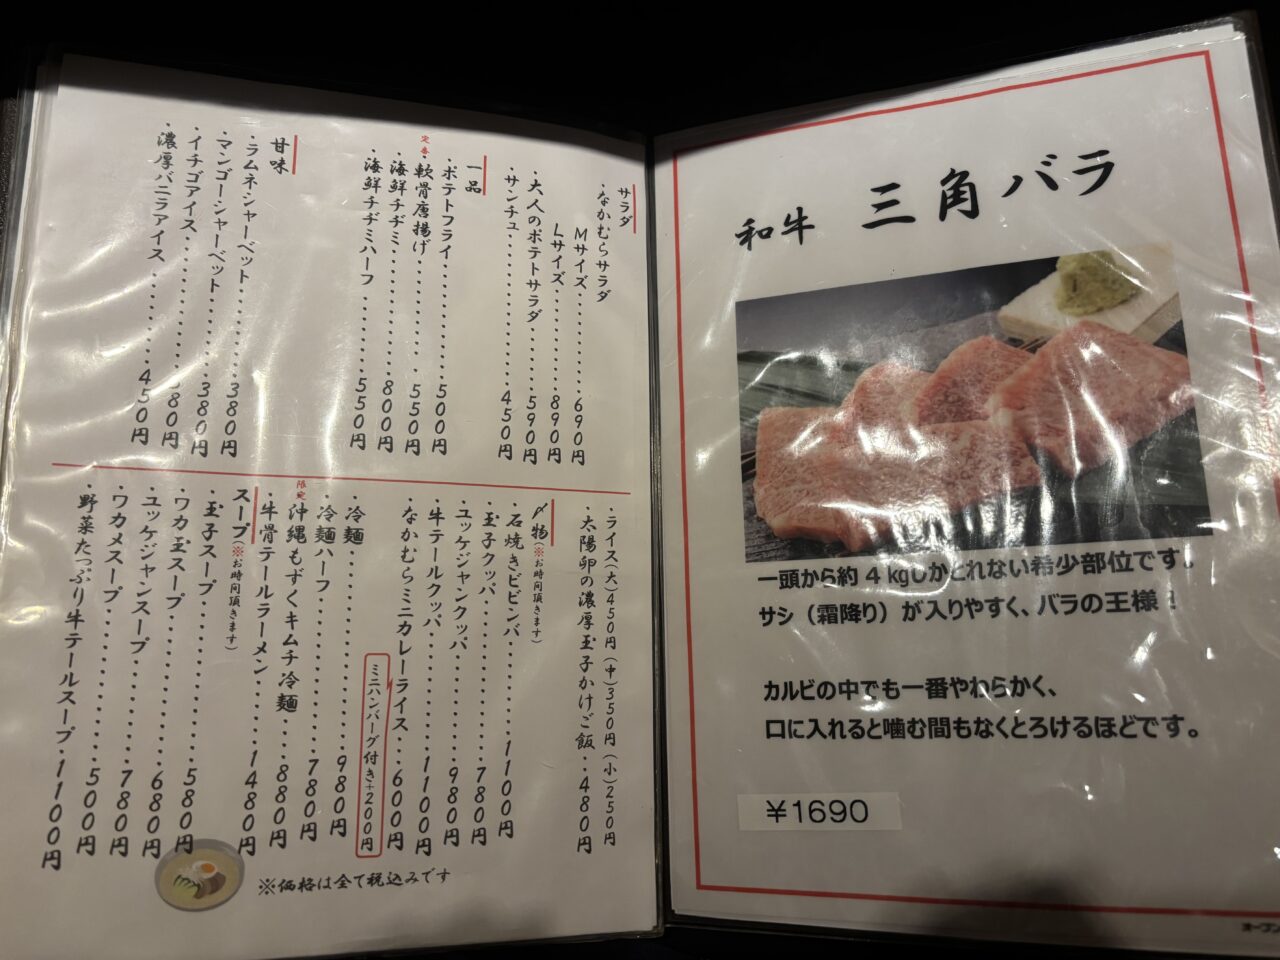 サラダ
・なかむらサラダ
Mサイズ・・・・・・・690円
Lサイズ・・・・・・・890円
・大人のポテトサラダ・・・・590円
・サンチュ・・・・・・・・・450円
一品
・ポテトフライ・・・・・・500円
定番・軟骨唐揚げ・・・・・・550円
・海鮮チヂミ・・・・・・・800円
・海鮮チヂミハーフ・・・・550円
甘味
・ラムネシャーベット・・・・380円
・マンゴーシャーベット・・・380円
・イチゴアイス・・・・・・・380円
・濃厚バニラアイス・・・・・450円
・ライス(大)450円(中)350円(小)250円
・太陽卵の濃厚玉子かけご飯・・480円
〆物(※お時間頂きます)
・石焼きビビンバ・・・・・・1100円
・玉子クッパ・・・・・・・・780円
・ユッケジャンクッパ・・・・980円
・牛テールクッパ・・・・・・1100円
・なかむらミニカレーライス・・600円
ミニハンバーグ付き+200円
・冷麺・・・・・・・・・・・980円
・冷麺ハーフ・・・・・・・・780円
限定 沖縄もずくキムチ冷麺・・・880円
・牛骨テールラーメン・・・・1480円
スープ(※お時間頂きます)
・玉子スープ・・・・・・・・580円
・ワカ玉スープ・・・・・・・680円
・ユッケジャンスープ・・・・780円
・ワカメスープ・・・・・・・500円
・野菜たっぷり牛テールスープ1100円
※価格は全て税込みです
和牛 三角バラ
一頭から約4kgしかとれない希少部位です。
サシ（霜降り）が入りやすく、バラの王様！
カルビの中でも一番やわらかく、
口に入れると噛む間もなくとろけるほどです。
￥1690
オープン